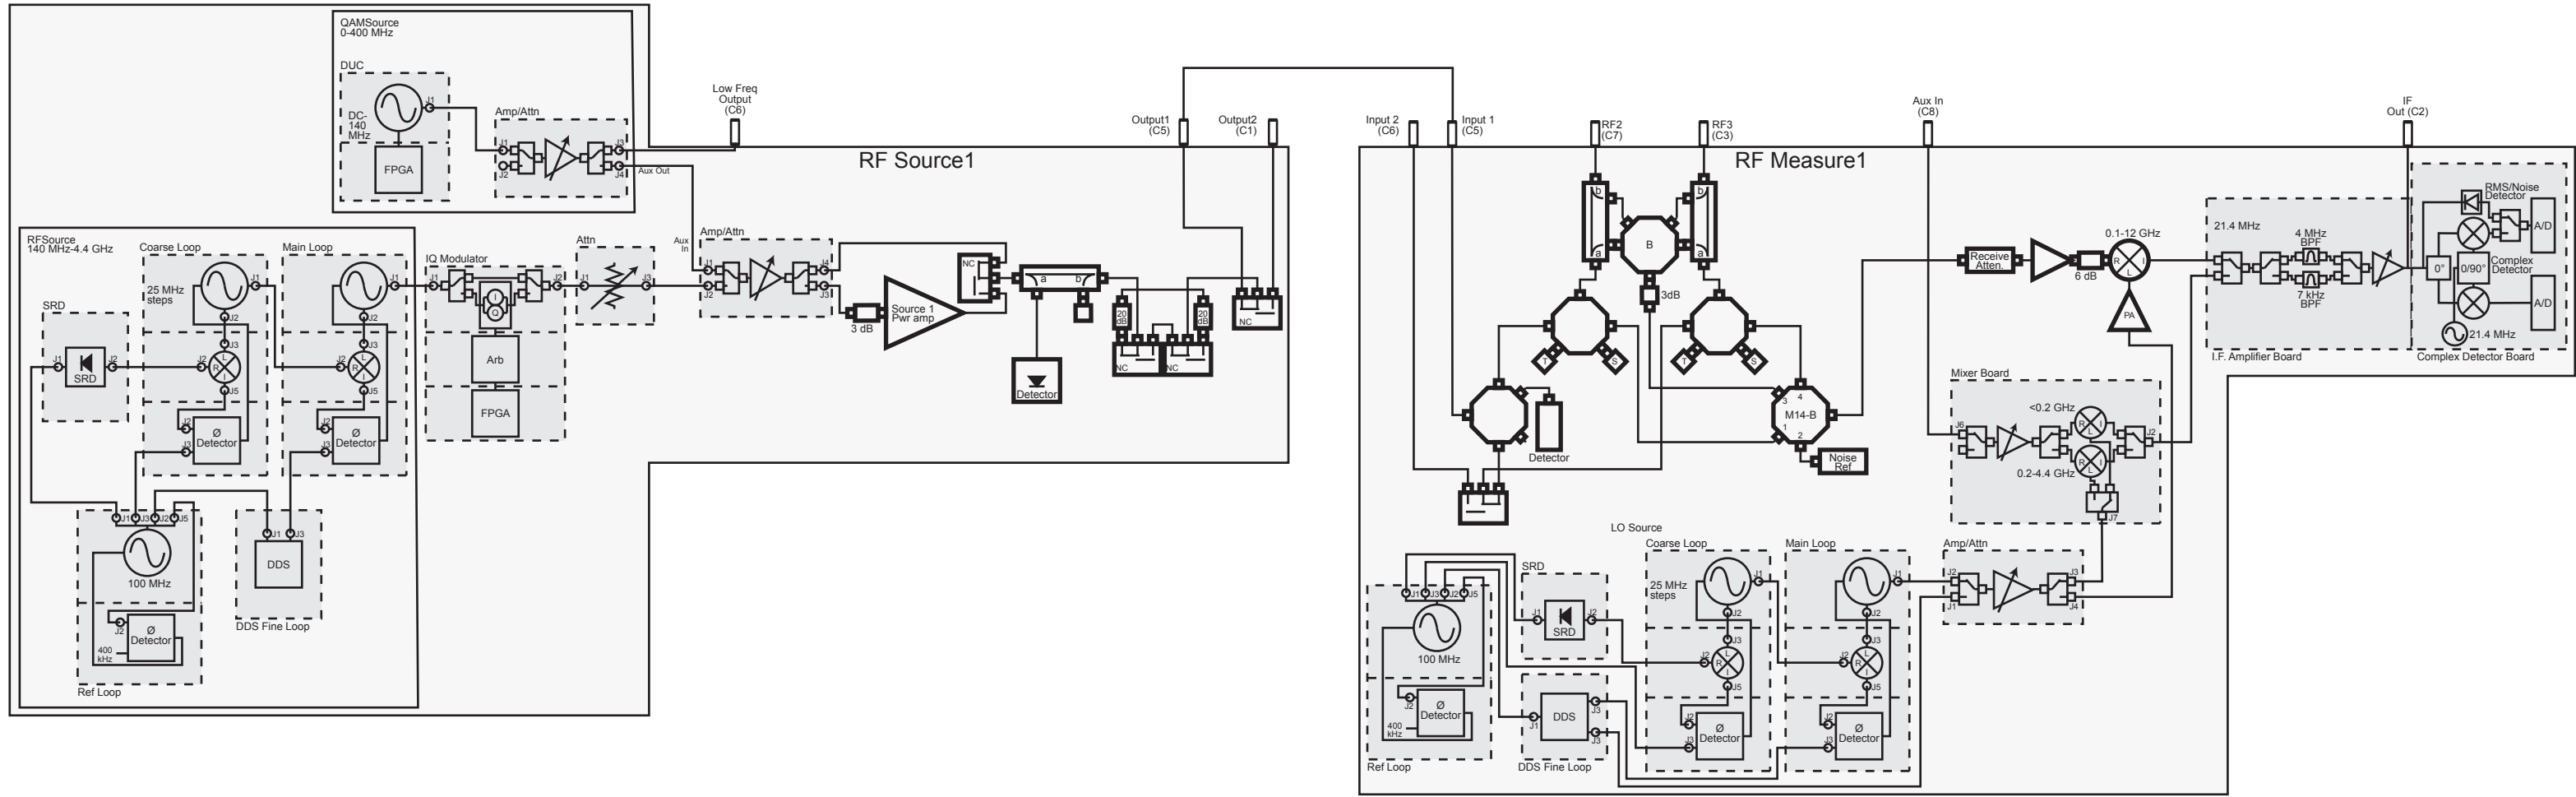 QAMSource
0-400 MHz
DUC
J1
DC-
140
MHz
FPGA
Amp/Attn
J1
J2
J3
J4
Aux Out
Low Freq
Output
(C6)
RF Source1
Output1
(C5)
Output2
(C1)
RFSource
140 MHz-4.4 GHz
SRD
J1
J2
SRD
Coarse Loop
25 MHz
steps
J1
J2
J3
J2
L
R
I
J5
J2
J3
Ø
Detector
Main Loop
J1
J2
J3
J2
L
R
I
J5
J2
J3
Ø
Detector
J1
J3
J2
J5
100 MHz
J2
Ø
Detector
400
kHz
Ref Loop
J1
J3
DDS
DDS Fine Loop
IQ Modulator
J1
J2
I
Q
Arb
FPGA
Attn
J1
J3
Aux
In
Amp/Attn
J1
J2
J4
J3
3 dB
Source 1
Pwr amp
NC
a
b
Detector
20
dB
20
dB
NC
NC
NC
Input 2
(C6)
Input 1
(C5)
RF2
(C7)
RF3
(C3)
RF Measure1
Aux In
(C8)
IF
Out (C2)
b
a
B
b
a
3dB
T
S
T
S
Detector
3
4
M14-B
1
2
Noise
Ref
Receive
Atten.
6 dB
0.1-12 GHz
R
I
L
PA
21.4 MHz
4 MHz
BPF
7 kHz
BPF
I.F. Amplifier Board
RMS/Noise
Detector
A/D
0°
0/90°
Complex
Detector
A/D
21.4 MHz
Complex Detector Board
Mixer Board
<0.2 GHz
J6
R
I
L
R
I
L
J2
0.2-4.4 GHz
J7
LO Source
J1
J3
J2
J5
100 MHz
J2
Ø
Detector
400
kHz
Ref Loop
SRD
J1
J2
SRD
J1
DDS
J3
J3
DDS Fine Loop
Coarse Loop
25 MHz
steps
J1
J2
J3
J2
L
R
I
J5
J2
J3
Ø
Detector
Main Loop
J1
J2
J3
J2
L
R
I
J5
J2
J3
Ø
Detector
Amp/Attn
J2
J1
J3
J4